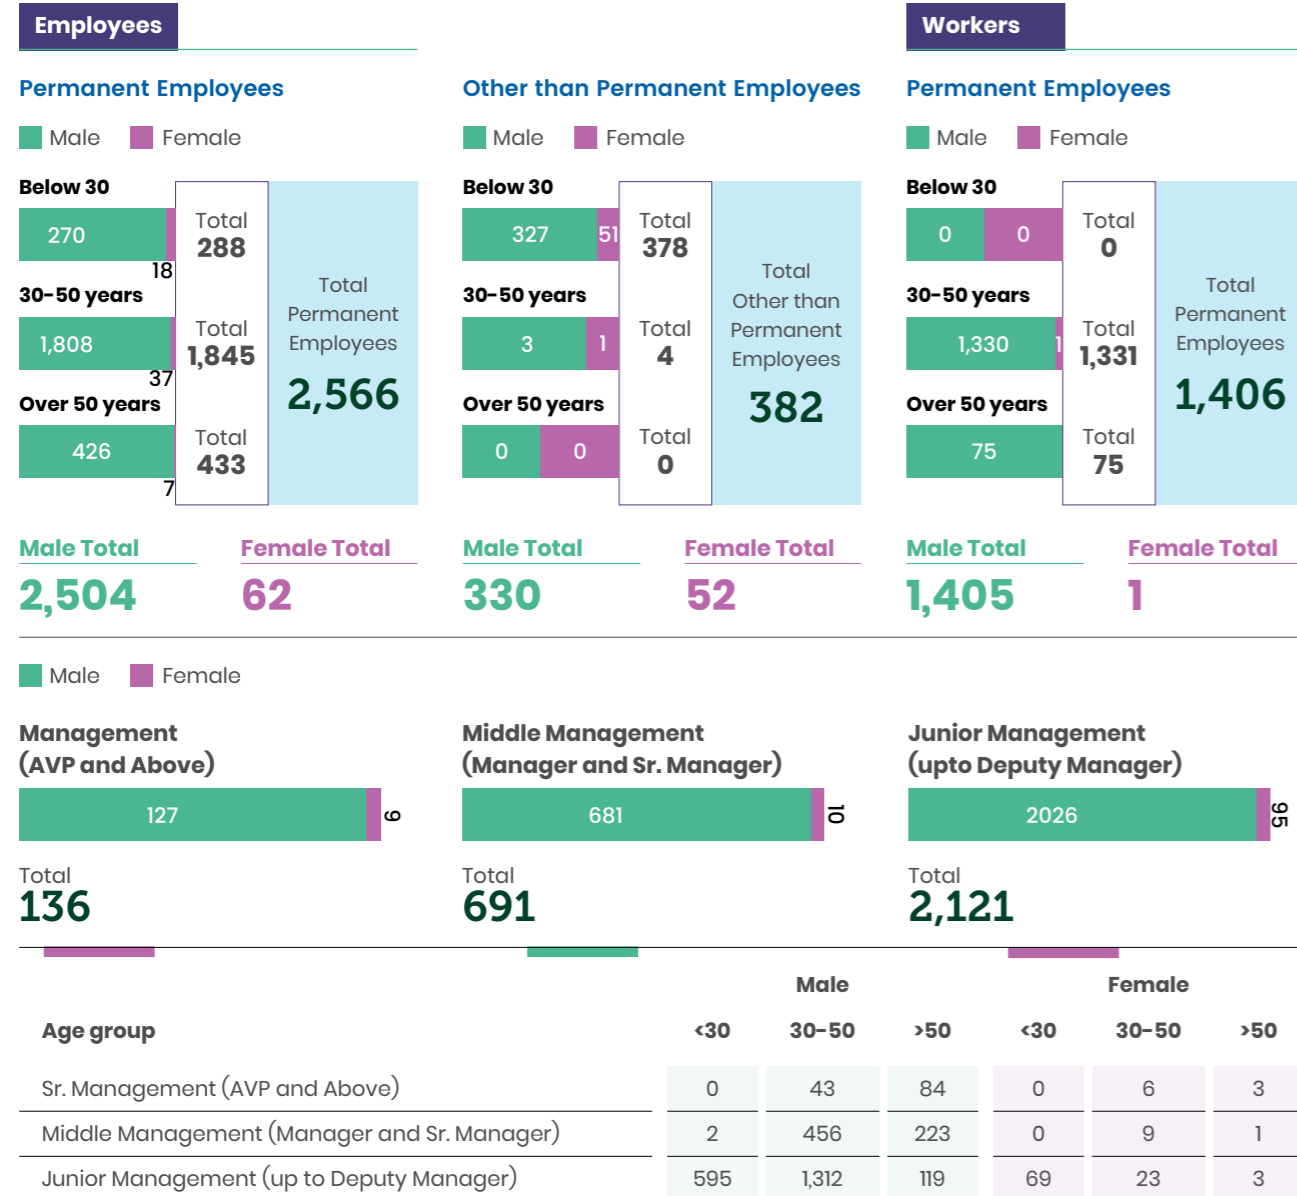 Employees
Permanent Employees
Male Female
Below 30
270
18
Total
288
30-50 years
1,808
37
Total
1,845
Over 50 years
426
7
Total
433
Total
Permanent
Employees
2,566
Male Total
2,504
Female Total
62
Other than Permanent Employees
Male Female
Below 30
327 51
Total
378
30-50 years
3 1
Total
4
Over 50 years
0 0
Total
0
Total
Other than
Permanent
Employees
382
Male Total
330
Female Total
52
Workers
Permanent Employees
Male Female
Below 30
0 0
Total
0
30-50 years
1,330 1
Total
1,331
Over 50 years
75
Total
75
Total
Permanent
Employees
1,406
Male Total
1,405
Female Total
1
Male Female
Management
(AVP and Above)
127 9
Total
136
Middle Management
(Manager and Sr. Manager)
681 10
Total
691
Junior Management
(upto Deputy Manager)
2026 95
Total
2,121
Male Female
Age group <30 30-50 >50 <30 30-50 >50
Sr. Management (AVP and Above) 0 43 84 0 6 3
Middle Management (Manager and Sr. Manager) 2 456 223 0 9 1
Junior Management (up to Deputy Manager) 595 1,312 119 69 23 3